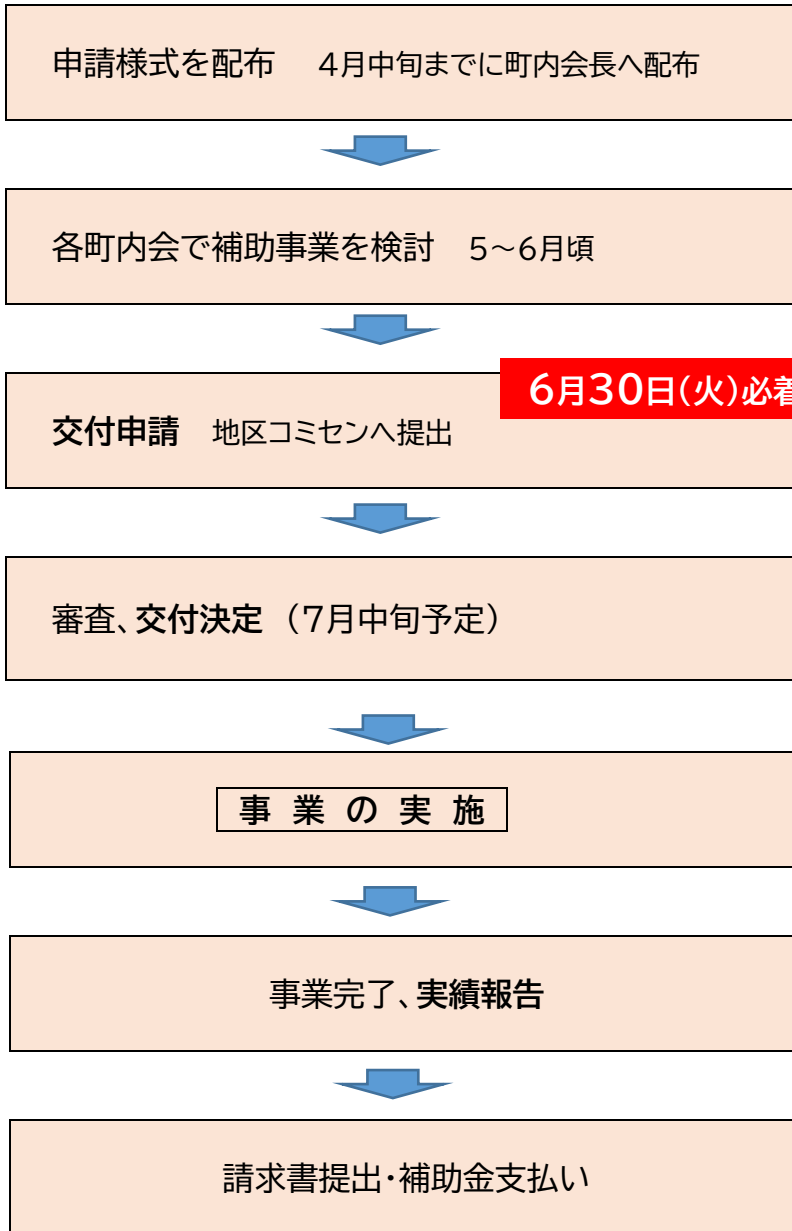 申請様式を配布 4月中旬までに町内会長へ配布
各町内会で補助事業を検討 5～6月頃
6月30日(火)必着
交付申請 地区コミセンへ提出
審査、交付決定 (7月中旬予定)
事業の実施
事業完了、実績報告
請求書提出・補助金支払い